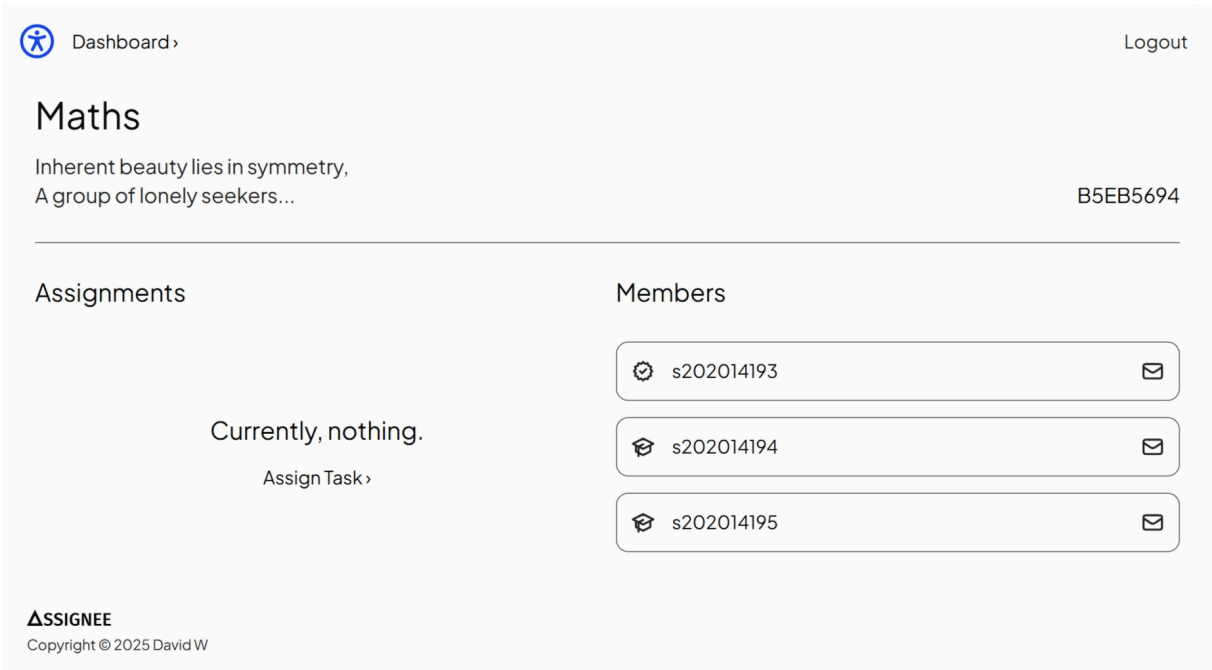 Dashboard ›
Logout
Maths
Inherent beauty lies in symmetry,
A group of lonely seekers...
B5EB5694
Assignments
Currently, nothing.
Assign Task ›
Members
s202014193
s202014194
s202014195
ASSIGNEE
Copyright © 2025 David W